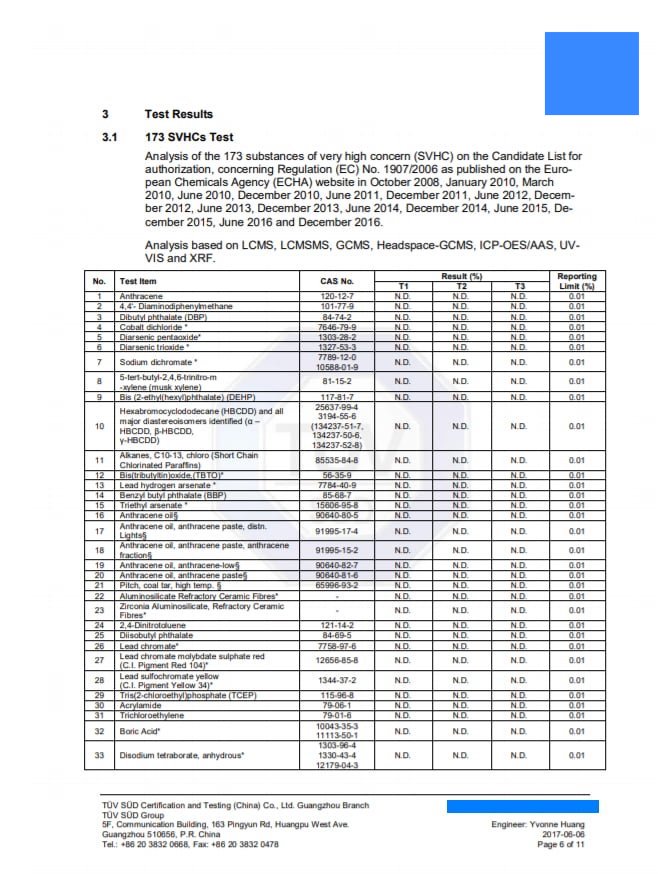 3 Test Results
3.1 173 SVHCs Test
Analysis of the 173 substances of very high concern (SVHC) on the Candidate List for
authorization, concerning Regulation (EC) No. 1907/2006 as published on the Euro-
pean Chemicals Agency (ECHA) website in October 2008, January 2010, March
2010, June 2010, December 2010, June 2011, December 2011, June 2012, Decem-
ber 2012, June 2013, December 2013, June 2014, December 2014, June 2015, De-
cember 2015, June 2016 and December 2016.
Analysis based on LCMS, LCMSMS, GCMS, Headspace-GCMS, ICP-OES/AAS, UV-
VIS and XRF.
No. Test Item CAS No. Result (%) Reporting
T1 T2 T3 Limit (%)
1 Anthracene 120-12-7 N.D. N.D. N.D. 0.01
2 4,4'- Diaminodiphenylmethane 101-77-9 N.D. N.D. N.D. 0.01
3 Dibutyl phthalate (DBP) 84-74-2 N.D. N.D. N.D. 0.01
4 Cobalt dichloride * 7646-79-9 N.D. N.D. N.D. 0.01
5 Diarsenic pentaoxide* 1303-28-2 N.D. N.D. N.D. 0.01
6 Diarsenic trioxide * 1327-53-3 N.D. N.D. N.D. 0.01
7 Sodium dichromate * 7789-12-0 N.D. N.D. N.D. 0.01
10588-01-9
8 5-tert-butyl-2,4,6-trinitro-m 81-15-2 N.D. N.D. N.D. 0.01
-xylene (musk xylene)
9 Bis (2-ethyl(hexyl)phthalate) (DEHP) 117-81-7 N.D. N.D. N.D. 0.01
25637-99-4
Hexabromocyclododecane (HBCDD) and all 3194-55-6
10 major diastereoisomers identified (α – (134237-51-7, N.D. N.D. N.D. 0.01
HBCDD, β-HBCDD, 134237-50-6,
γ-HBCDD) 134237-52-8)
11 Alkanes, C10-13, chloro (Short Chain 85535-84-8 N.D. N.D. N.D. 0.01
Chlorinated Paraffins)
12 Bis(tributyltin)oxide,(TBTO)* 56-35-9 N.D. N.D. N.D. 0.01
13 Lead hydrogen arsenate * 7784-40-9 N.D. N.D. N.D. 0.01
14 Benzyl butyl phthalate (BBP) 85-68-7 N.D. N.D. N.D. 0.01
15 Triethyl arsenate * 15606-95-8 N.D. N.D. N.D. 0.01
16 Anthracene oil§ 90640-80-5 N.D. N.D. N.D. 0.01
17 Anthracene oil, anthracene paste, distn. 91995-17-4 N.D. N.D. N.D. 0.01
Lights§
18 Anthracene oil, anthracene paste, anthracene 91995-15-2 N.D. N.D. N.D. 0.01
fraction§
19 Anthracene oil, anthracene-low§ 90640-82-7 N.D. N.D. N.D. 0.01
20 Anthracene oil, anthracene paste§ 90640-81-6 N.D. N.D. N.D. 0.01
21 Pitch, coal tar, high temp. § 65996-93-2 N.D. N.D. N.D. 0.01
22 Aluminosilicate Refractory Ceramic Fibres* - N.D. N.D. N.D. 0.01
23 Zirconia Aluminosilicate, Refractory Ceramic - N.D. N.D. N.D. 0.01
Fibres*
24 2,4-Dinitrotoluene 121-14-2 N.D. N.D. N.D. 0.01
25 Diisobutyl phthalate 84-69-5 N.D. N.D. N.D. 0.01
26 Lead chromate* 7758-97-6 N.D. N.D. N.D. 0.01
27 Lead chromate molybdate sulphate red 12656-85-8 N.D. N.D. N.D. 0.01
(C.I. Pigment Red 104)*
28 Lead sulfochromate yellow 1344-37-2 N.D. N.D. N.D. 0.01
(C.I. Pigment Yellow 34)*
29 Tris(2-chloroethyl)phosphate (TCEP) 115-96-8 N.D. N.D. N.D. 0.01
30 Acrylamide 79-06-1 N.D. N.D. N.D. 0.01
31 Trichloroethylene 79-01-6 N.D. N.D. N.D. 0.01
32 Boric Acid* 10043-35-3 N.D. N.D. N.D. 0.01
11113-50-1
1303-96-4
33 Disodium tetraborate, anhydrous* 1330-43-4 N.D. N.D. N.D. 0.01
12179-04-3
TÜV SÜD Certification and Testing (China) Co., Ltd. Guangzhou Branch
TÜV SÜD Group
5F, Communication Building, 163 Pingyun Rd, Huangpu West Ave. Engineer: Yvonne Huang
Guangzhou 510656, P.R. China 2017-06-06
Tel.: +86 20 3832 0668, Fax: +86 20 3832 0478 Page 6 of 11
TÜV